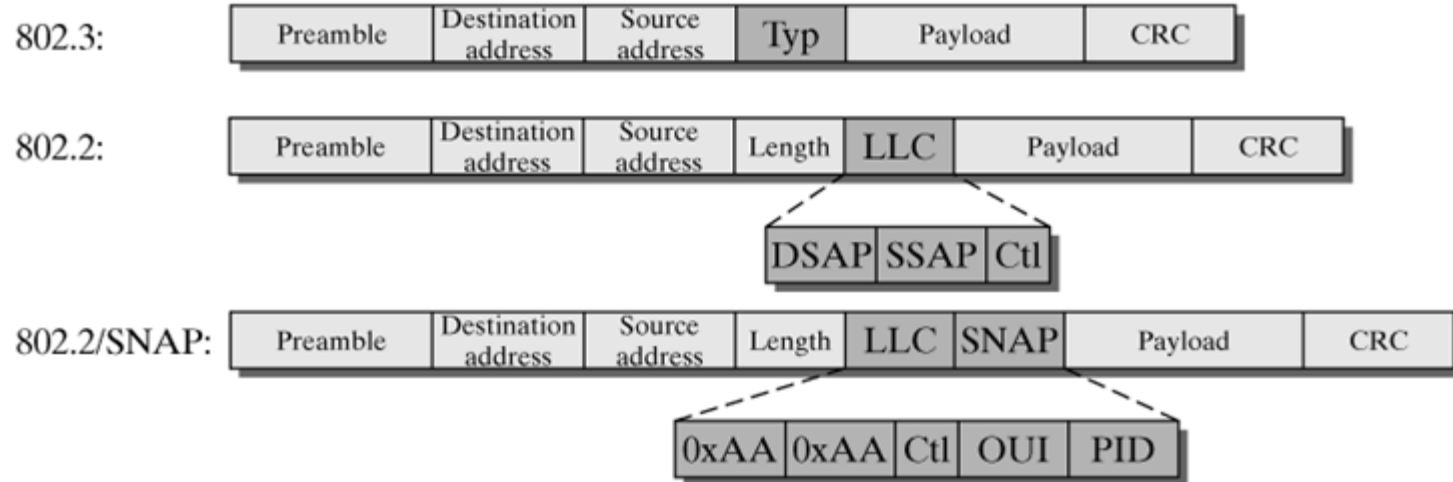 802.3: Preamble Destination address Source address Typ Payload CRC
802.2: Preamble Destination address Source address Length LLC Payload CRC
DSAP SSAP Ctl
802.2/SNAP: Preamble Destination address Source address Length LLC SNAP Payload CRC
0xAA 0xAA Ctl OUI PID